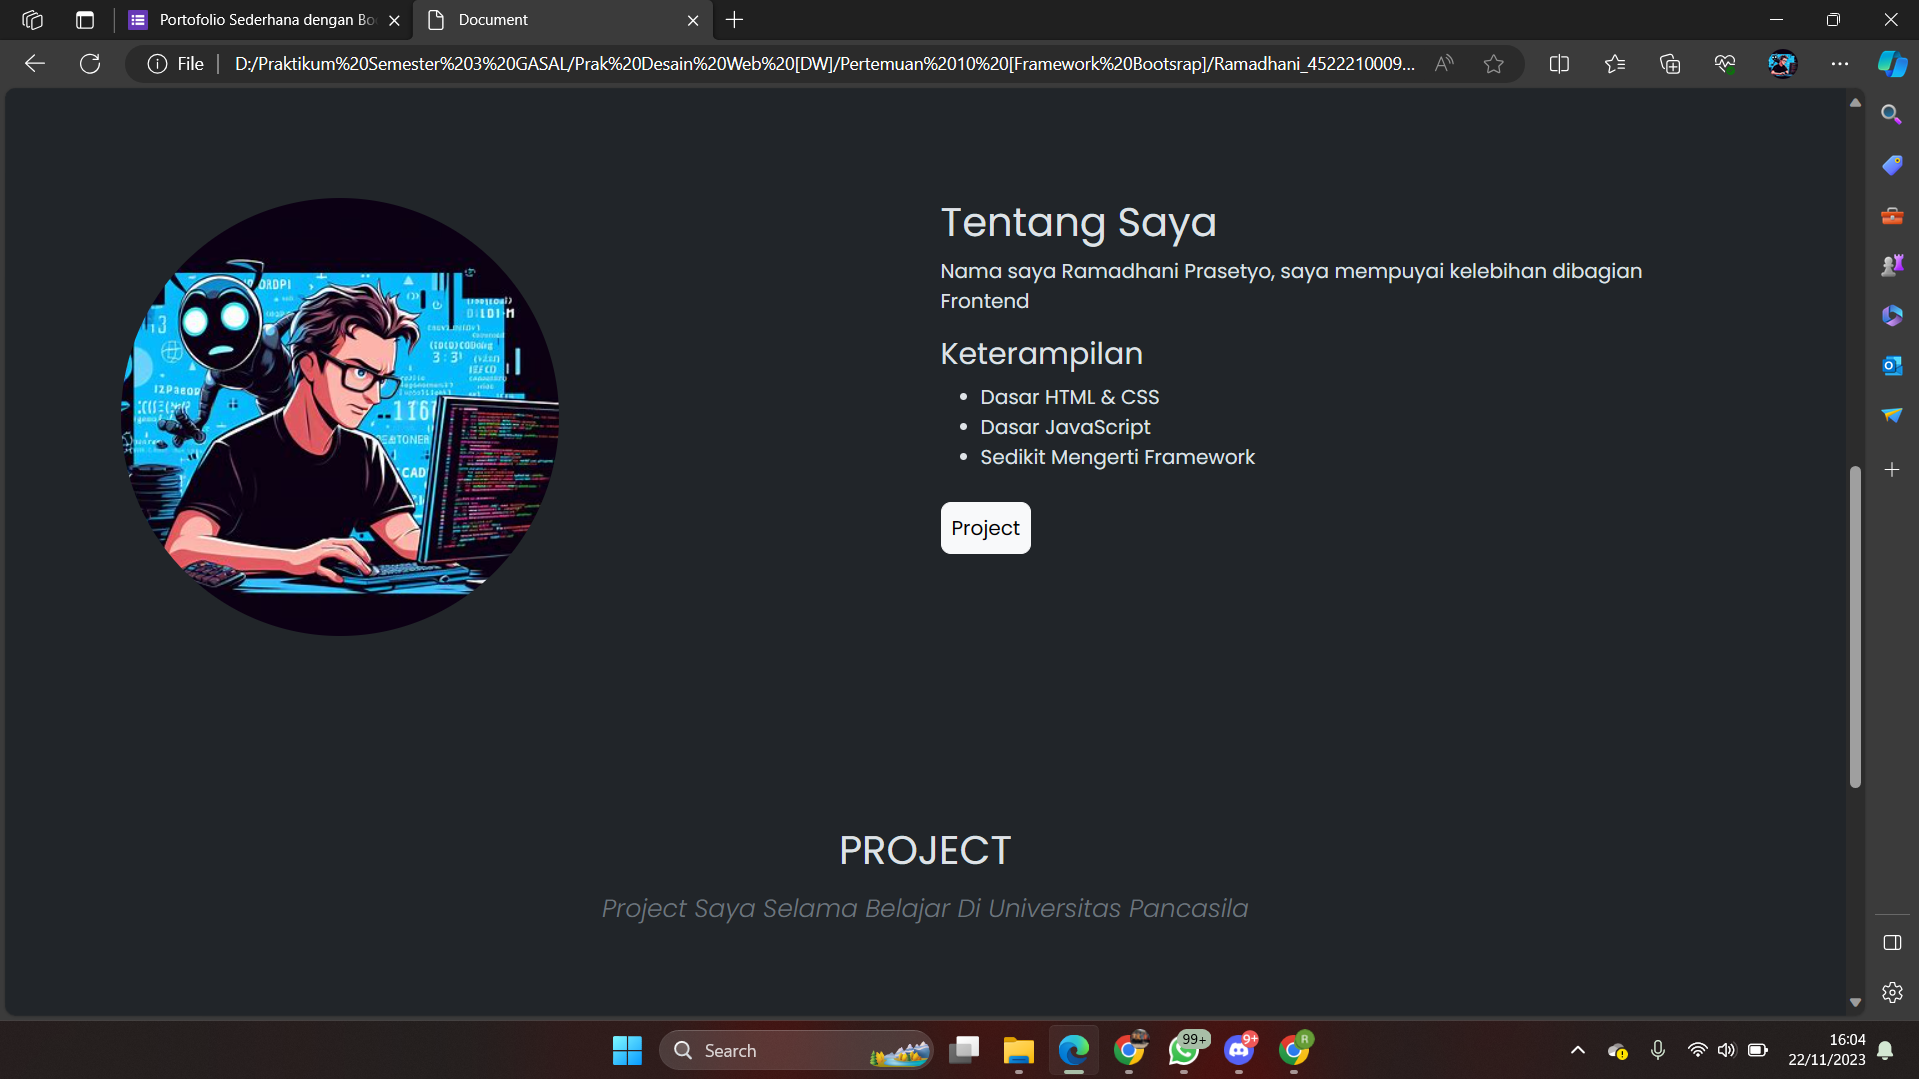 Portofolio Sederhana dengan Bo
Document
File
D:/Praktikum%20Semester%203%20GASAL/Prak%20Desain%20Web%20[DW]/Pertemuan%2010%20[Framework%20Bootsrap]/Ramadhani_4522210009...
Tentang Saya
Nama saya Ramadhani Prasetyo, saya mempuyai kelebihan dibagian
Frontend
Keterampilan
• Dasar HTML & CSS
• Dasar JavaScript
• Sedikit Mengerti Framework
Project
PROJECT
Project Saya Selama Belajar Di Universitas Pancasila
Search
99+
9+
R
16:04
22/11/2023